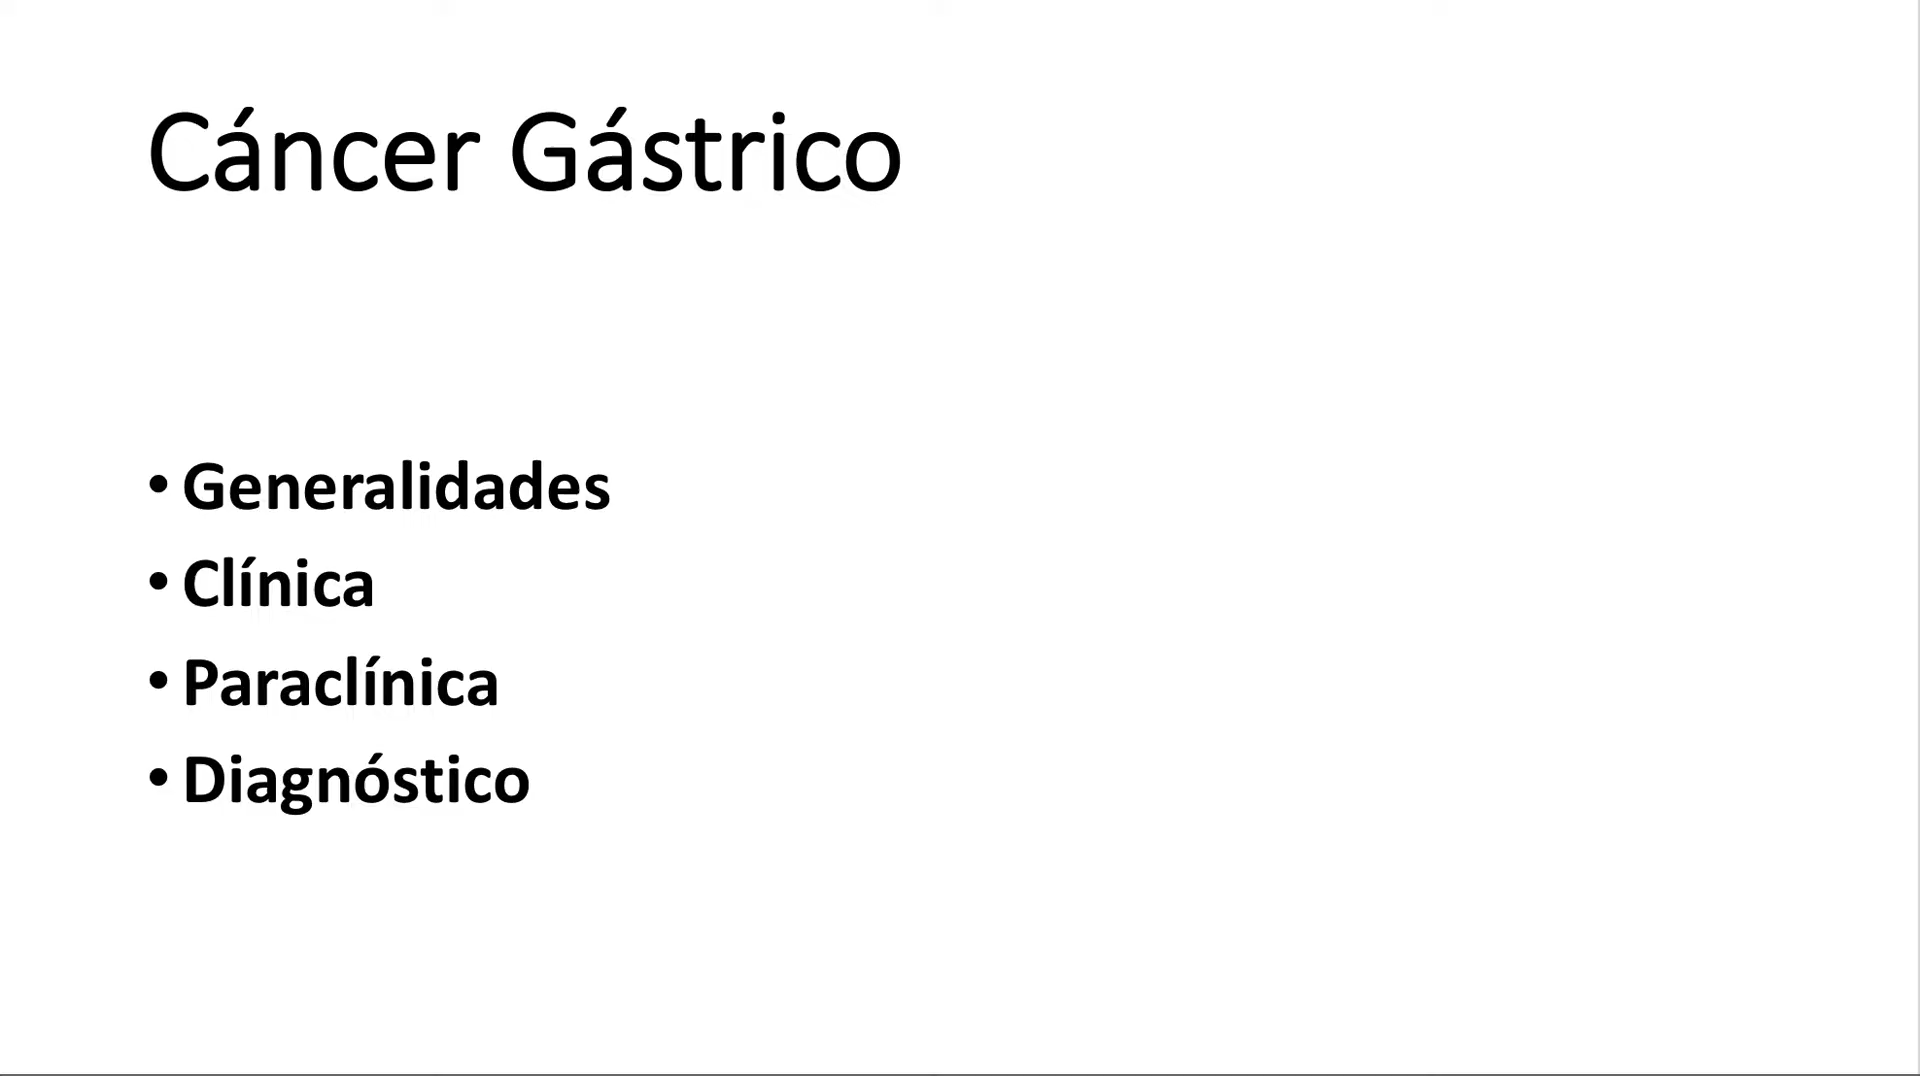 Cáncer Gástrico
• Generalidades
• Clínica
• Paraclínica
• Diagnóstico